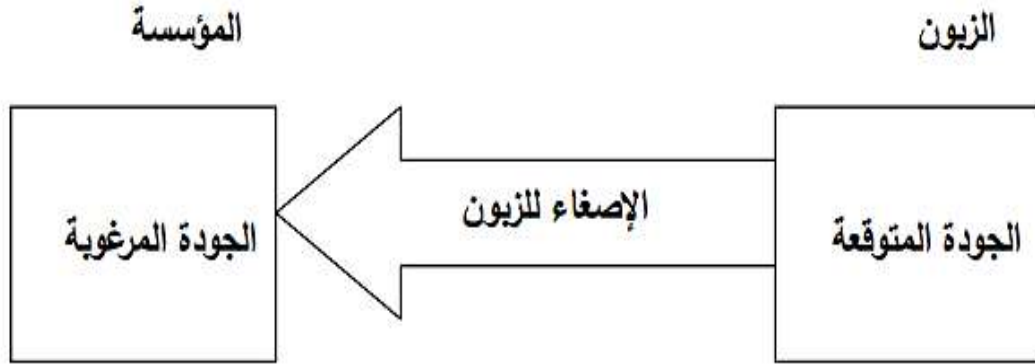 الزبون
المؤسسة
الجودة المتوقعة
الإصغاء للزبون
الجودة المرغوبة